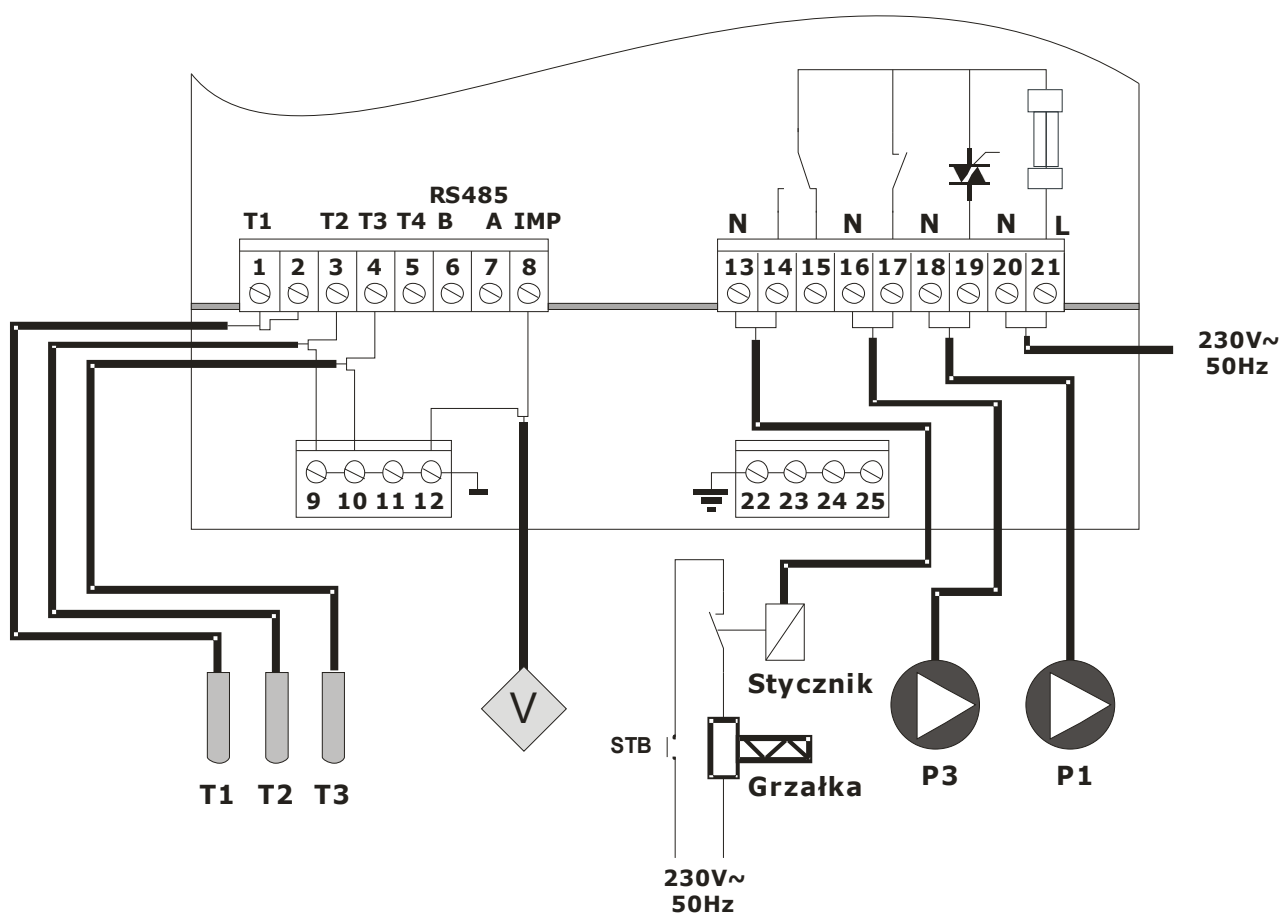 RS485
T1 T2 T3 T4 B A IMP
N N N N L
1 2 3 4 5 6 7 8
13 14 15 16 17 18 19 20 21
230V~
50Hz
9 10 11 12
22 23 24 25
Stycznik
V
STB
Grzałka
P3
P1
T1 T2 T3
230V~
50Hz